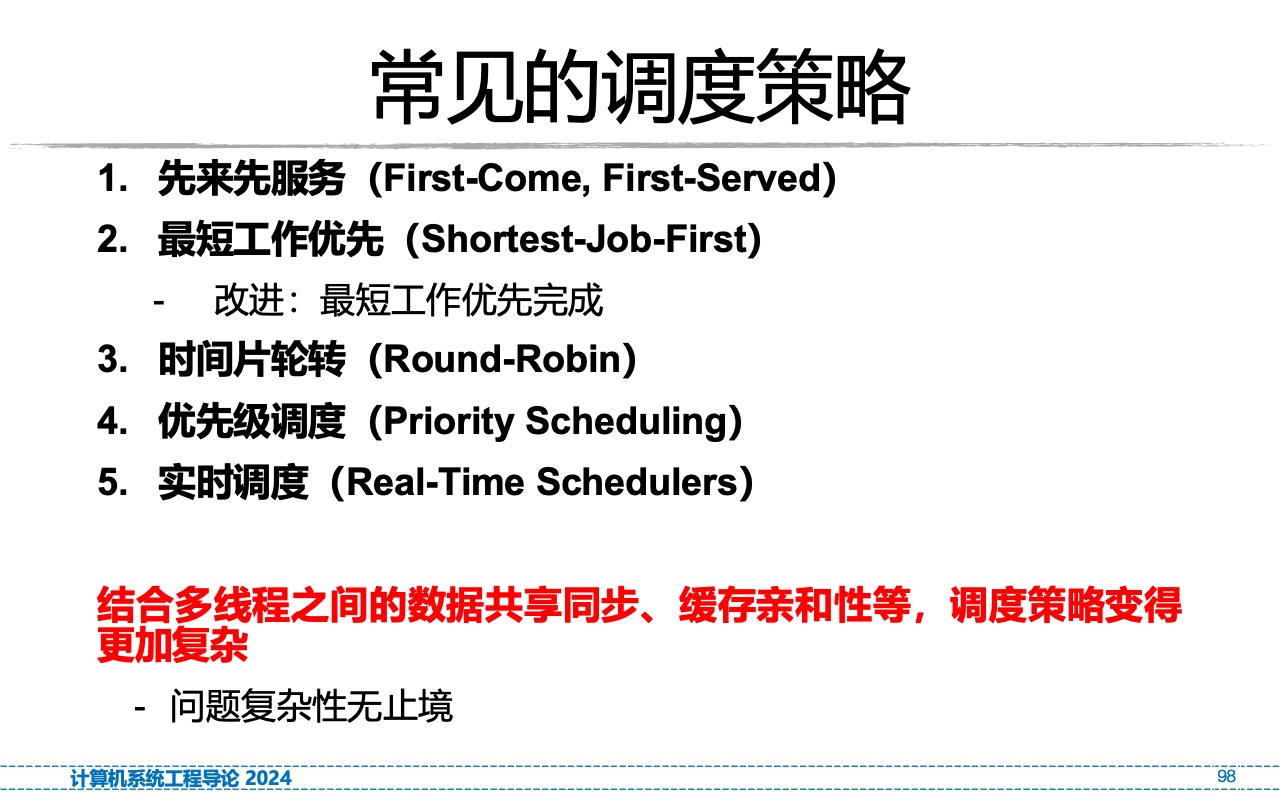 常见的调度策略
1. 先来先服务（First-Come, First-Served）
2. 最短工作优先（Shortest-Job-First）
- 改进：最短工作优先完成
3. 时间片轮转（Round-Robin）
4. 优先级调度（Priority Scheduling）
5. 实时调度（Real-Time Schedulers）
结合多线程之间的数据共享同步、缓存亲和性等，调度策略变得
更加复杂
- 问题复杂性无止境
计算机系统工程导论 2024
98